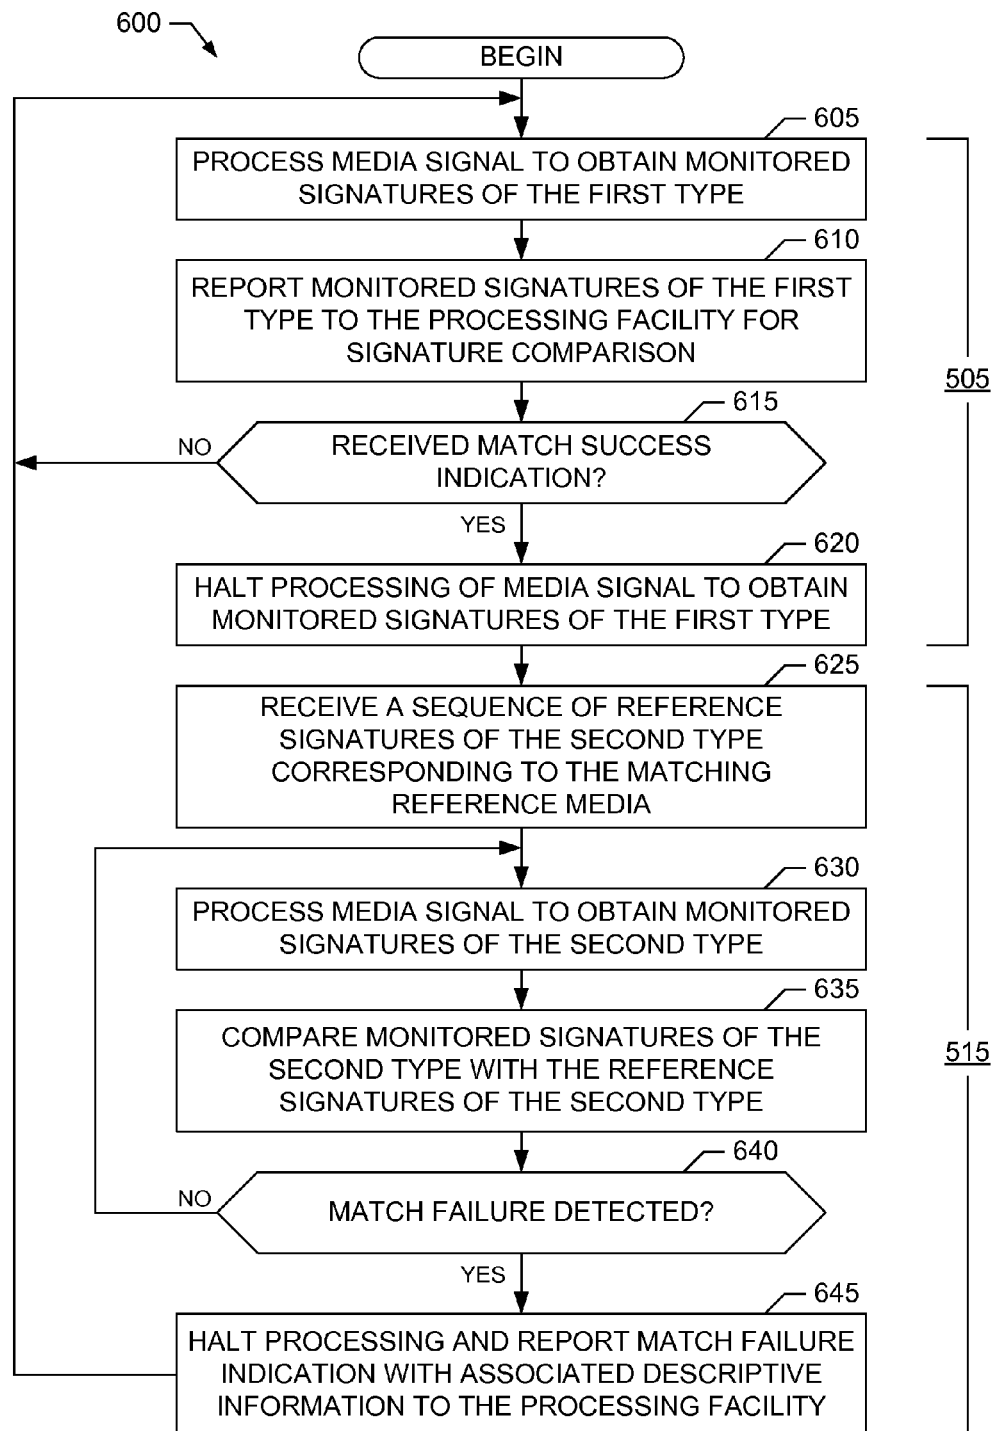 600
BEGIN
605
PROCESS MEDIA SIGNAL TO OBTAIN MONITORED
SIGNATURES OF THE FIRST TYPE
610
REPORT MONITORED SIGNATURES OF THE FIRST
TYPE TO THE PROCESSING FACILITY FOR
SIGNATURE COMPARISON
505
615
NO
RECEIVED MATCH SUCCESS
INDICATION?
YES
620
HALT PROCESSING OF MEDIA SIGNAL TO OBTAIN
MONITORED SIGNATURES OF THE FIRST TYPE
625
RECEIVE A SEQUENCE OF REFERENCE
SIGNATURES OF THE SECOND TYPE
CORRESPONDING TO THE MATCHING
REFERENCE MEDIA
630
PROCESS MEDIA SIGNAL TO OBTAIN MONITORED
SIGNATURES OF THE SECOND TYPE
635
COMPARE MONITORED SIGNATURES OF THE
SECOND TYPE WITH THE REFERENCE
SIGNATURES OF THE SECOND TYPE
515
640
NO
MATCH FAILURE DETECTED?
YES
645
HALT PROCESSING AND REPORT MATCH FAILURE
INDICATION WITH ASSOCIATED DESCRIPTIVE
INFORMATION TO THE PROCESSING FACILITY